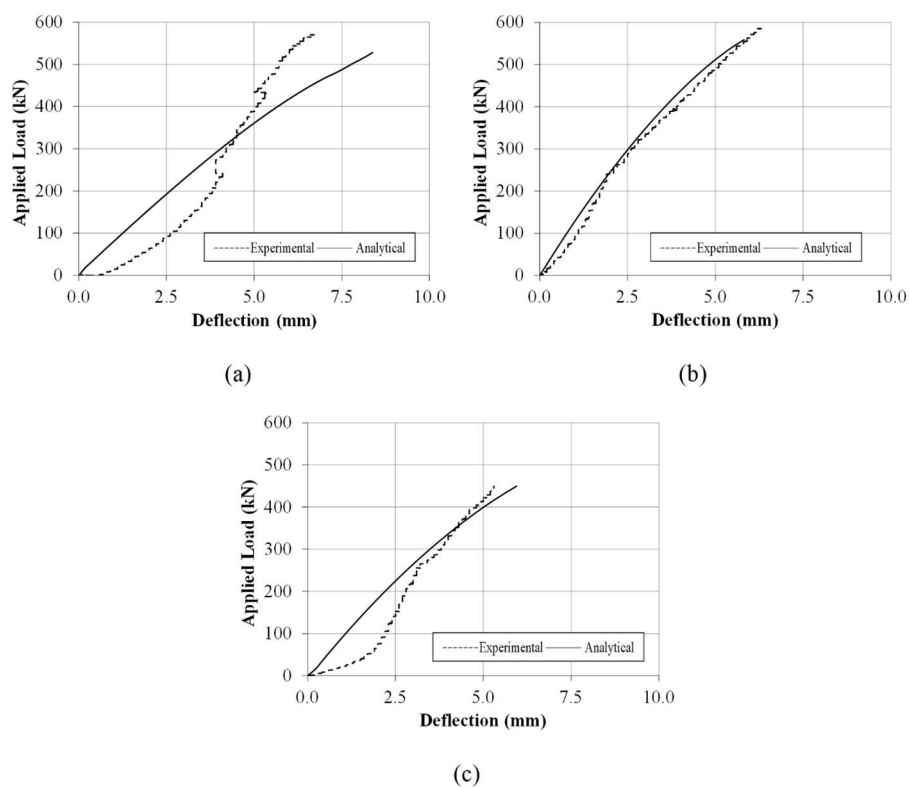 600
500
400
300
200
100
0
Applied Load (kN)
Experimental Analytical
0.0 2.5 5.0 7.5 10.0
Deflection (mm)
(a)
600
500
400
300
200
100
0
Applied Load (kN)
Experimental Analytical
0.0 2.5 5.0 7.5 10.0
Deflection (mm)
(b)
600
500
400
300
200
100
0
Applied Load (kN)
Experimental Analytical
0.0 2.5 5.0 7.5 10.0
Deflection (mm)
(c)